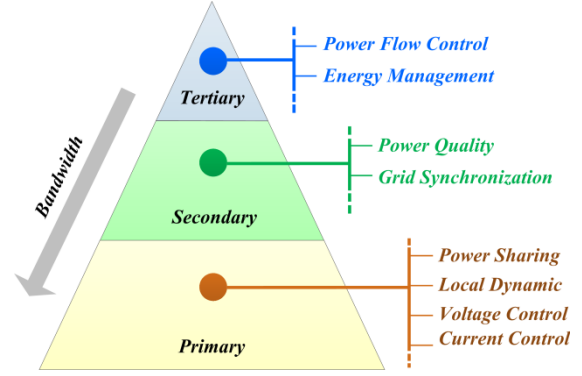 Power Flow Control
Energy Management
Tertiary
Bandwidth
Power Quality
Grid Synchronization
Secondary
Power Sharing
Local Dynamic
Voltage Control
Current Control
Primary